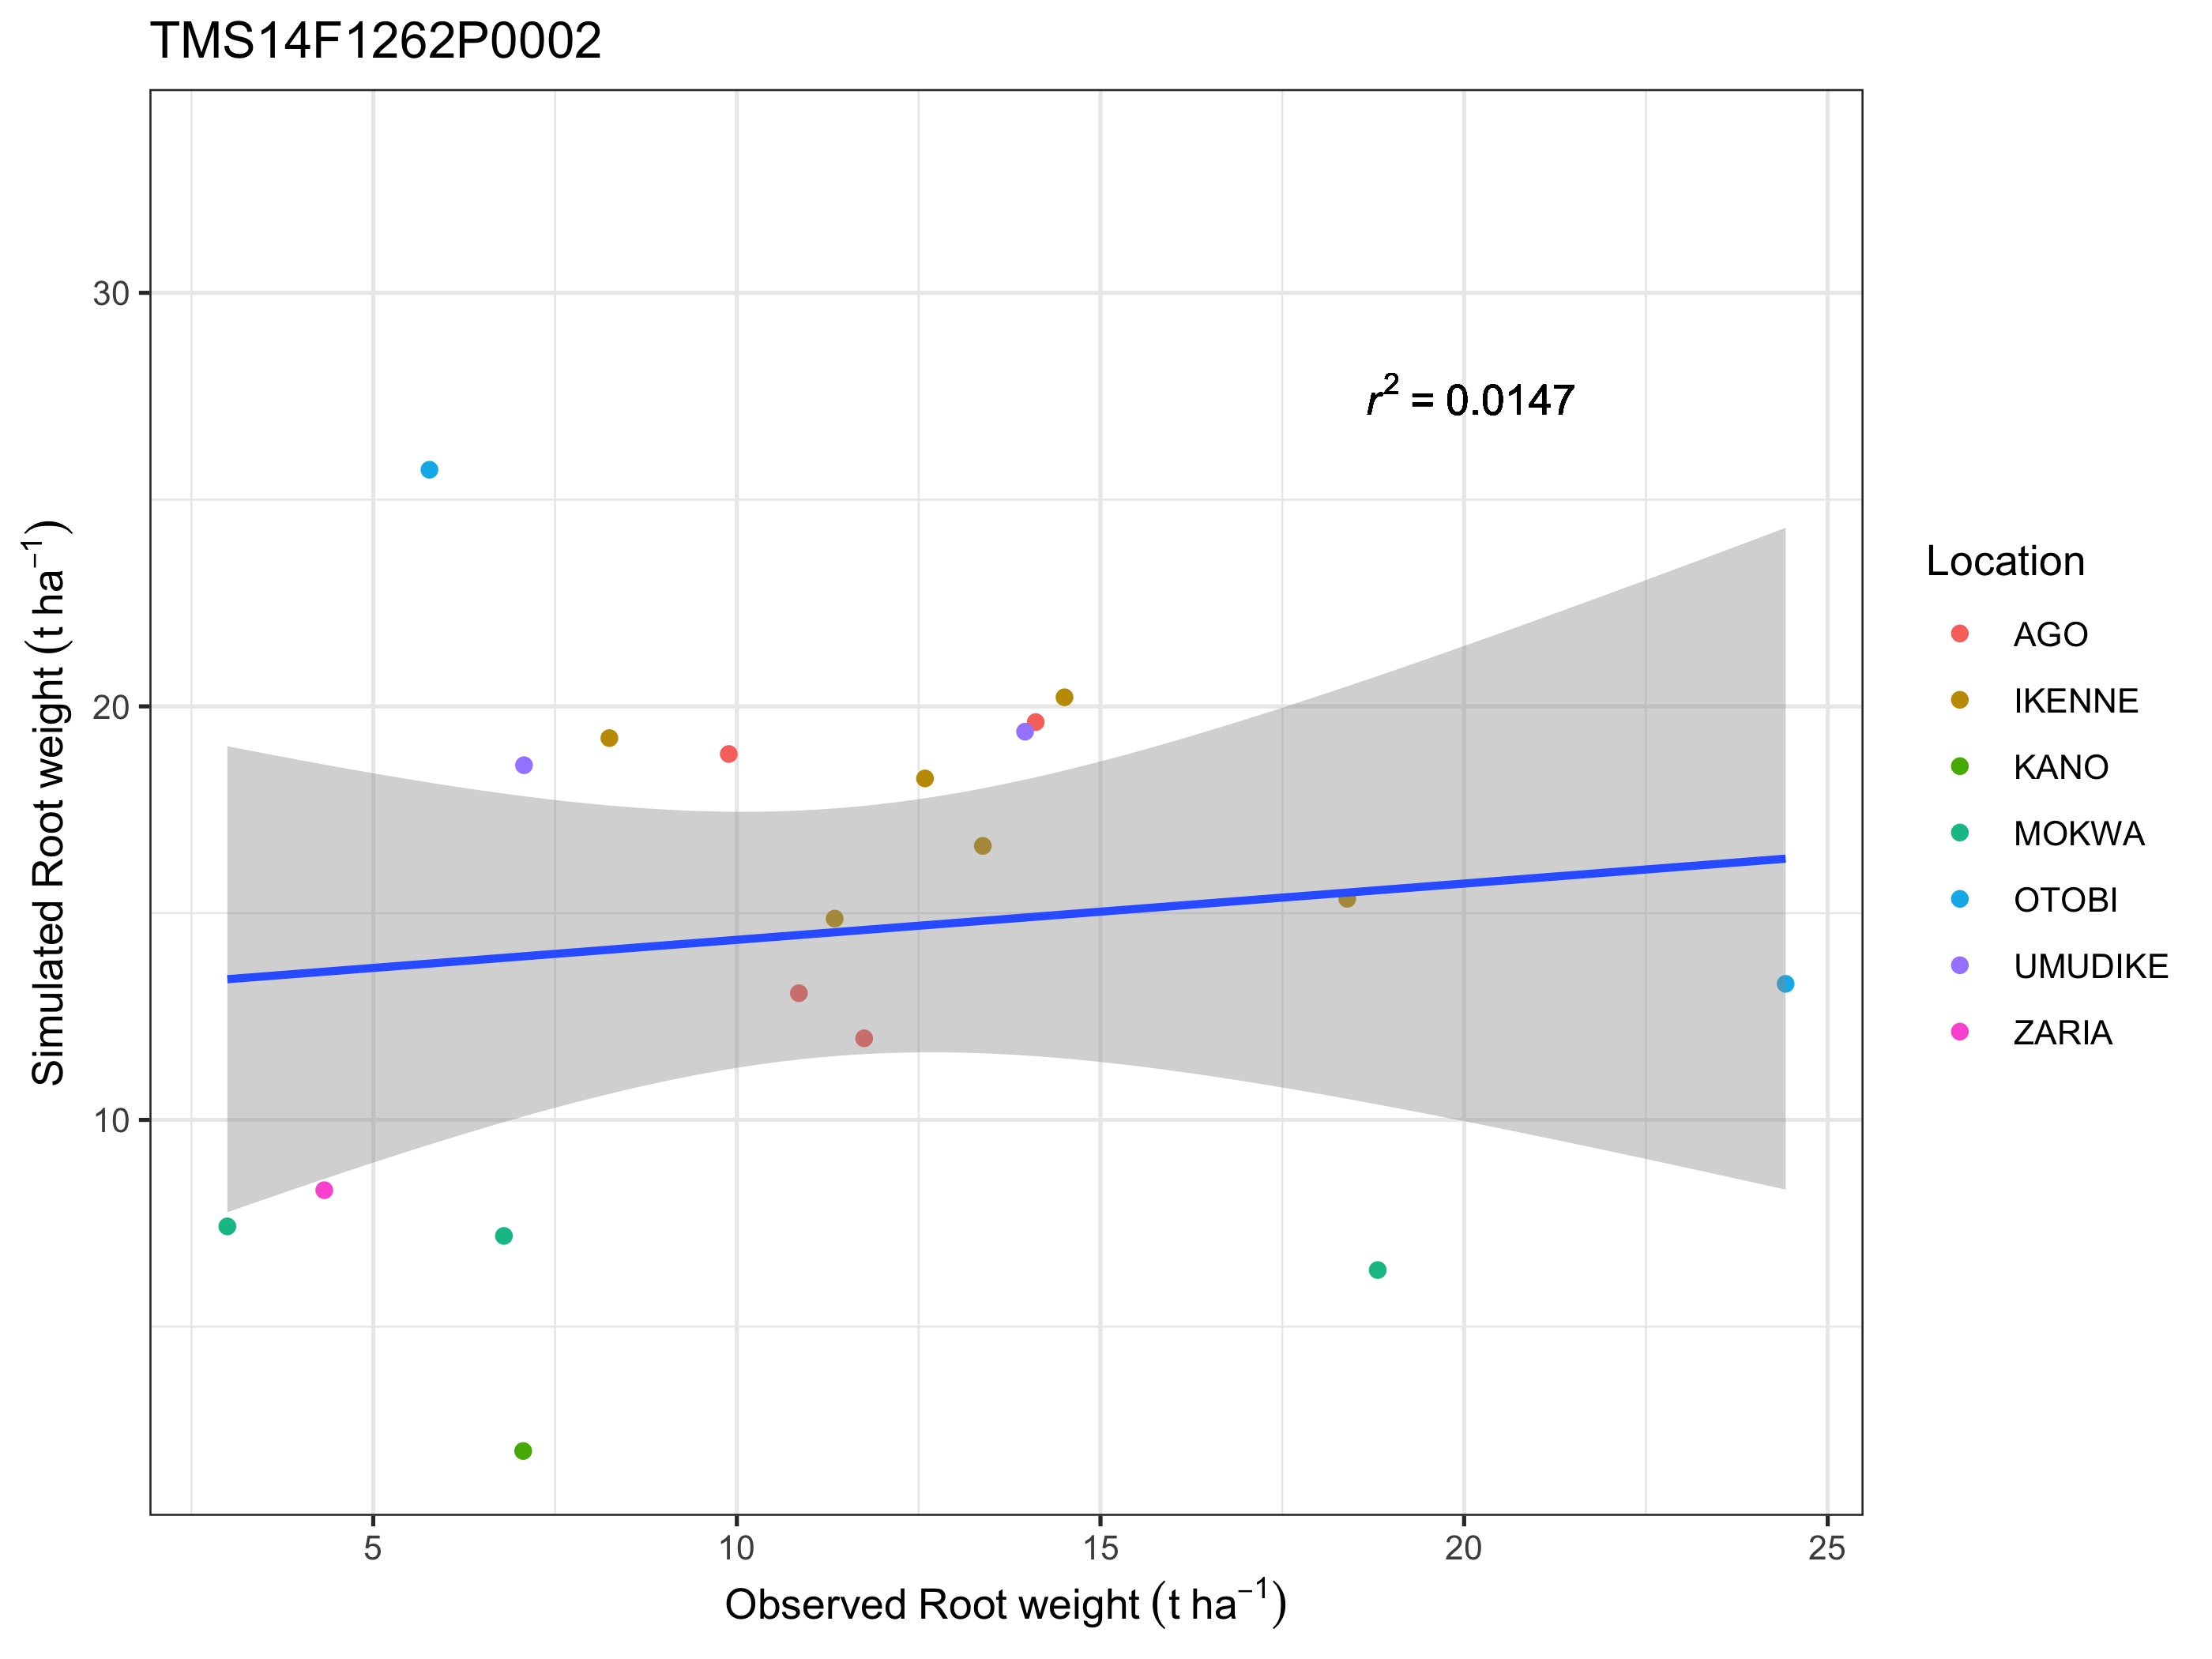 TMS14F1262P0002
30
20
10
Simulated Root weight (t ha⁻¹)
r² = 0.0147
5
10
15
20
25
Observed Root weight (t ha⁻¹)
Location
AGO
IKENNE
KANO
MOKWA
OTOBI
UMUDIKE
ZARIA